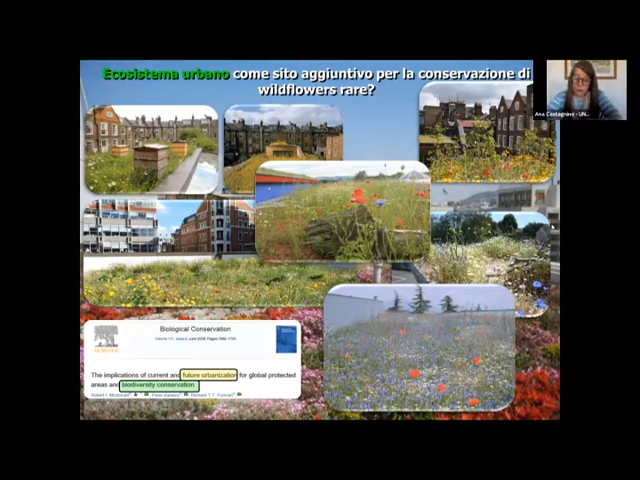 Ecosistema urbano come sito aggiuntivo per la conservazione di
wildflowers rare?
Ana Castagnino - UN...
Biological Conservation
ELSEVIER
The implications of current and future urbanization for global protected
areas and biodiversity conservation